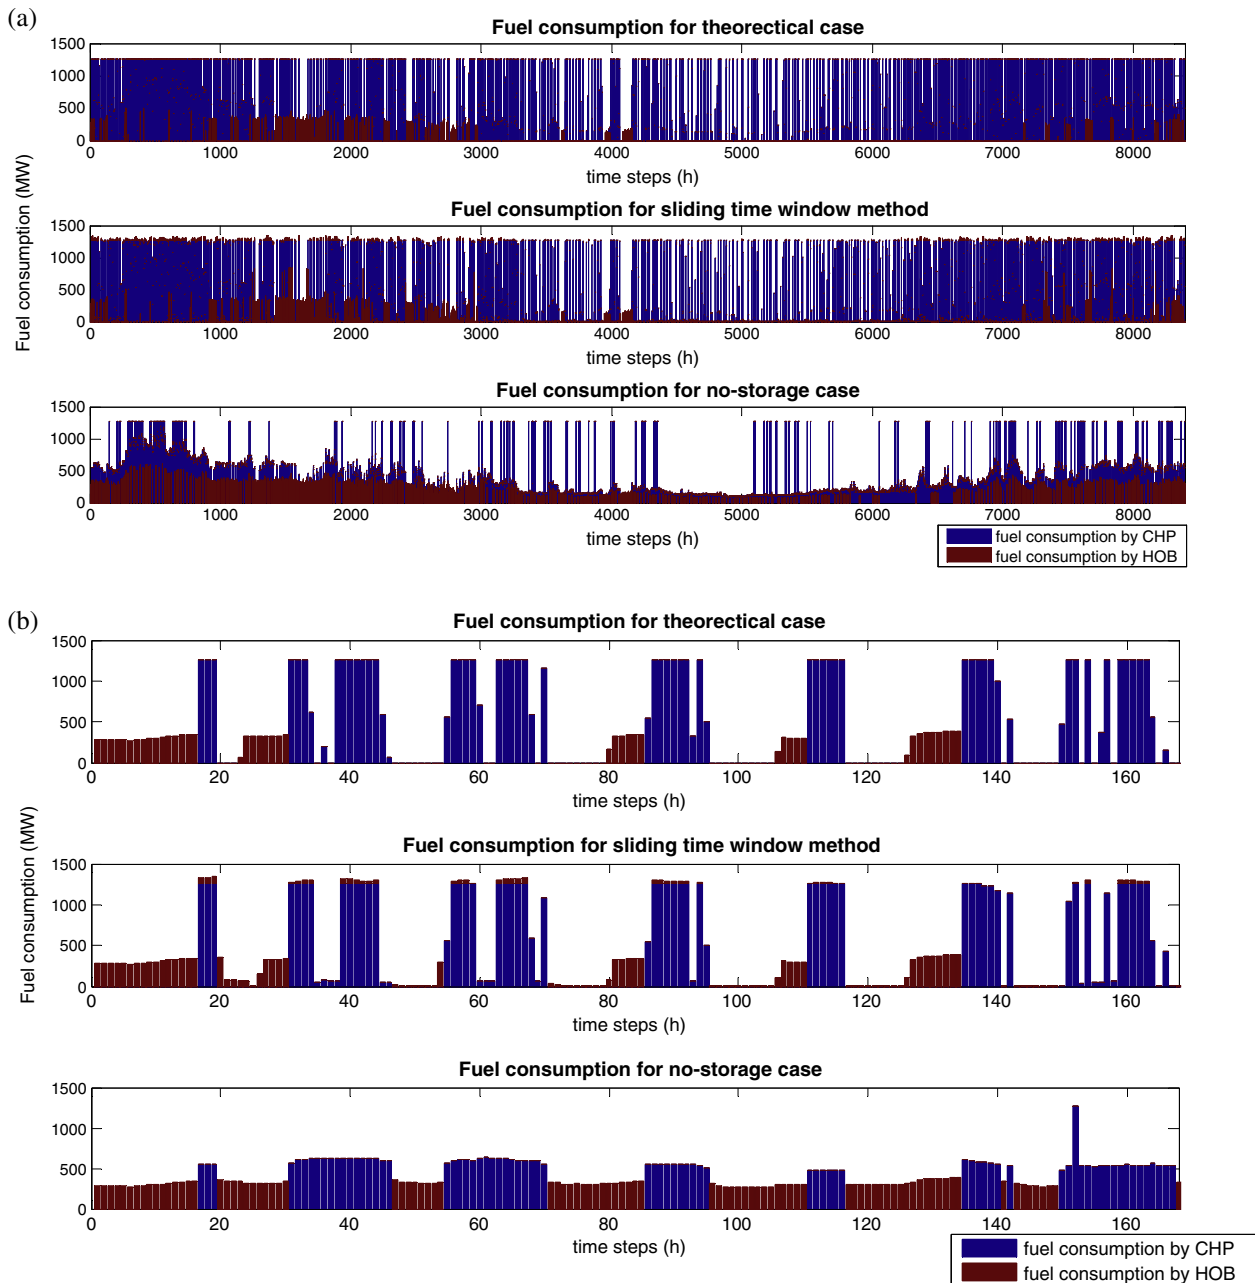 (a)
Fuel consumption for theorectical case
1500
1000
500
0
0 1000 2000 3000 4000 5000 6000 7000 8000
time steps (h)
Fuel consumption (MW)
Fuel consumption for sliding time window method
1500
1000
500
0
0 1000 2000 3000 4000 5000 6000 7000 8000
time steps (h)
Fuel consumption for no-storage case
1500
1000
500
0
0 1000 2000 3000 4000 5000 6000 7000 8000
time steps (h)
fuel consumption by CHP
fuel consumption by HOB
(b)
Fuel consumption for theorectical case
1500
1000
500
0
0 20 40 60 80 100 120 140 160
time steps (h)
Fuel consumption (MW)
Fuel consumption for sliding time window method
1500
1000
500
0
0 20 40 60 80 100 120 140 160
time steps (h)
Fuel consumption for no-storage case
1500
1000
500
0
0 20 40 60 80 100 120 140 160
time steps (h)
fuel consumption by CHP
fuel consumption by HOB